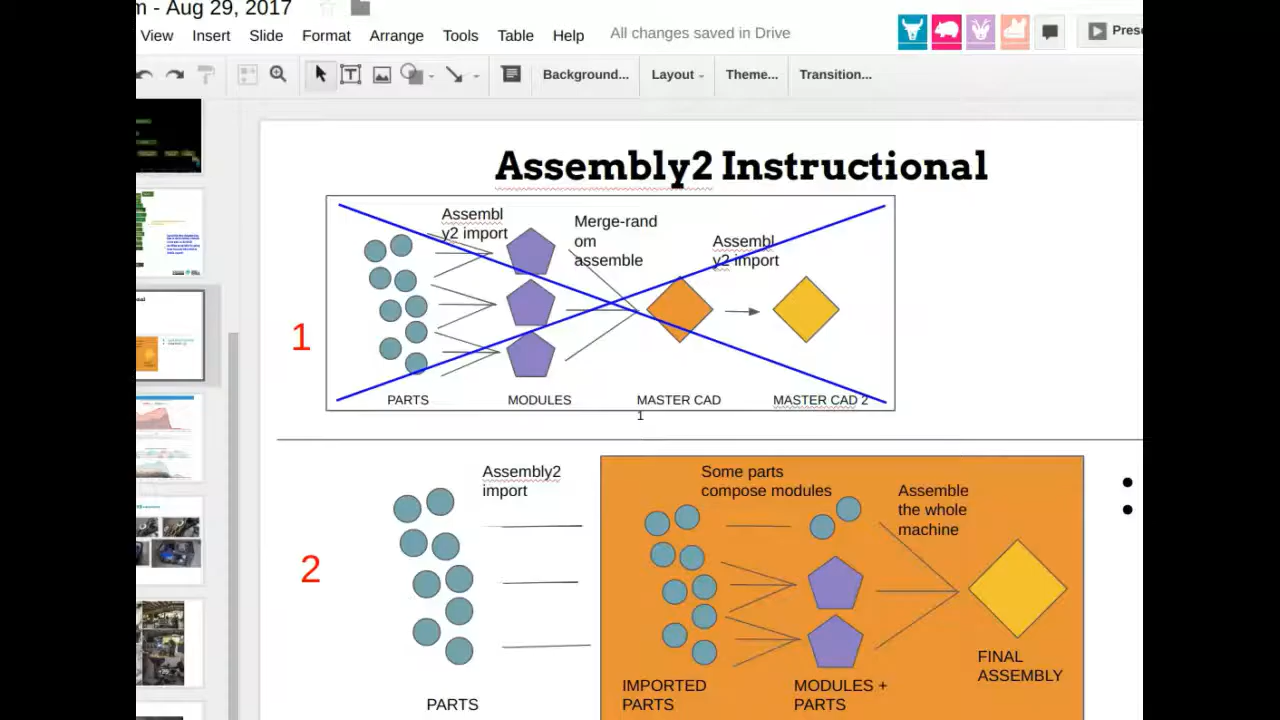 m - Aug 29, 2017
View Insert Slide Format Arrange Tools Table Help All changes saved in Drive
Background... Layout Theme... Transition...
Assembly2 Instructional
Assembl
y2 import
Merge-rand
om
assemble
Assembl
y2 import
1
PARTS MODULES MASTER CAD MASTER CAD 2
1
Assembly2
import
Some parts
compose modules
Assemble
the whole
machine
2
FINAL
ASSEMBLY
IMPORTED
PARTS
MODULES +
PARTS
PARTS